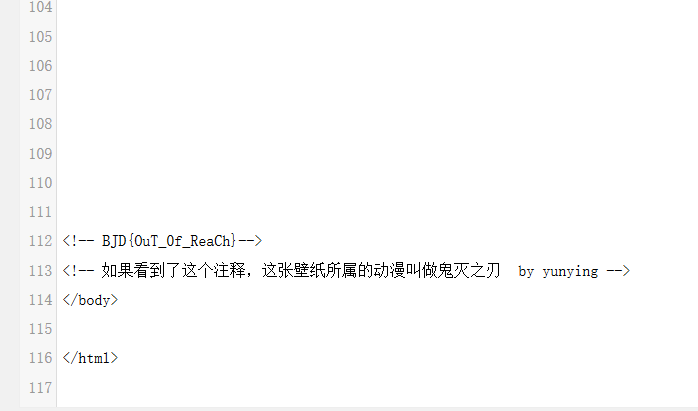 104
105
106
107
108
109
110
111
112 <!-- BJD{OuT_Of_ReaCh}-->
113 <!-- 如果看到了这个注释，这张壁纸所属的动漫叫做鬼灭之刃  by yunying -->
114 </body>
115
116 </html>
117